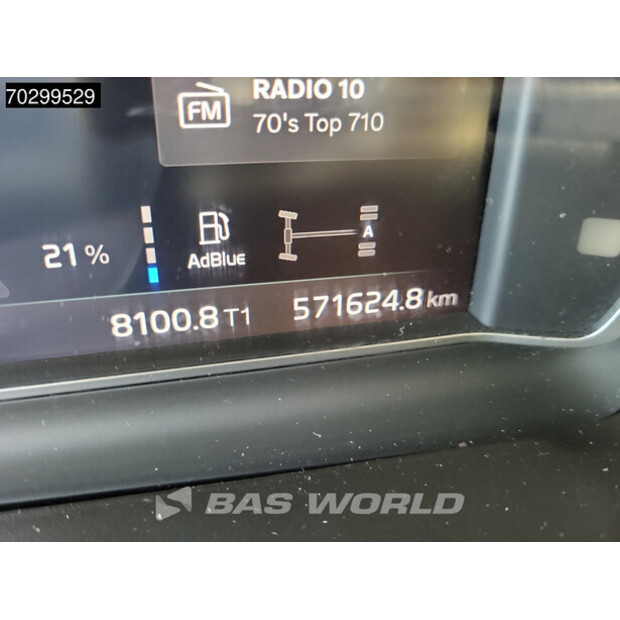 70299529
RADIO 10
FM
70's Top 710
21 %
AdBlue
A
8100.8 T1
571624.8 km
BAS WORLD